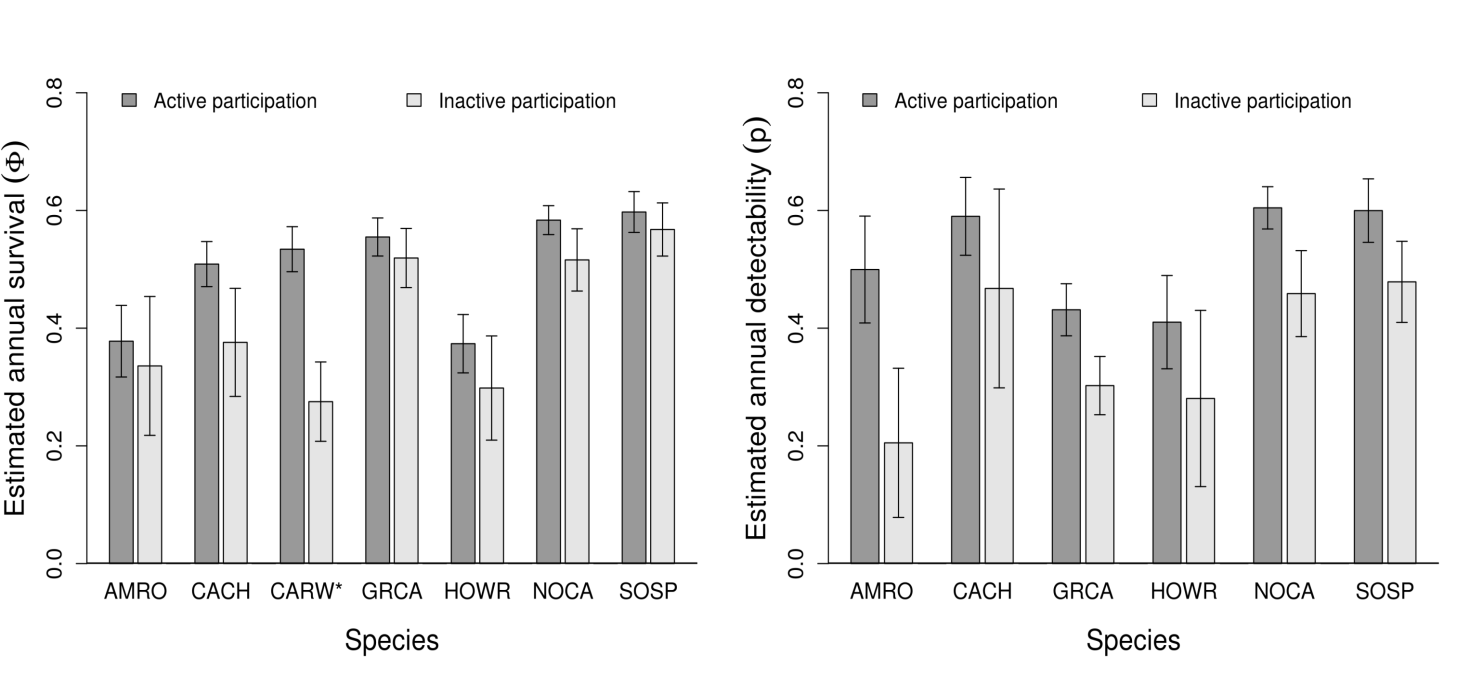 Estimated annual survival (Φ)
0.0 0.2 0.4 0.6 0.8
Active participation Inactive participation
AMRO CACH CARW* GRCA HOWR NOCA SOSP
Species
Estimated annual detectability (p)
0.0 0.2 0.4 0.6 0.8
Active participation Inactive participation
AMRO CACH GRCA HOWR NOCA SOSP
Species